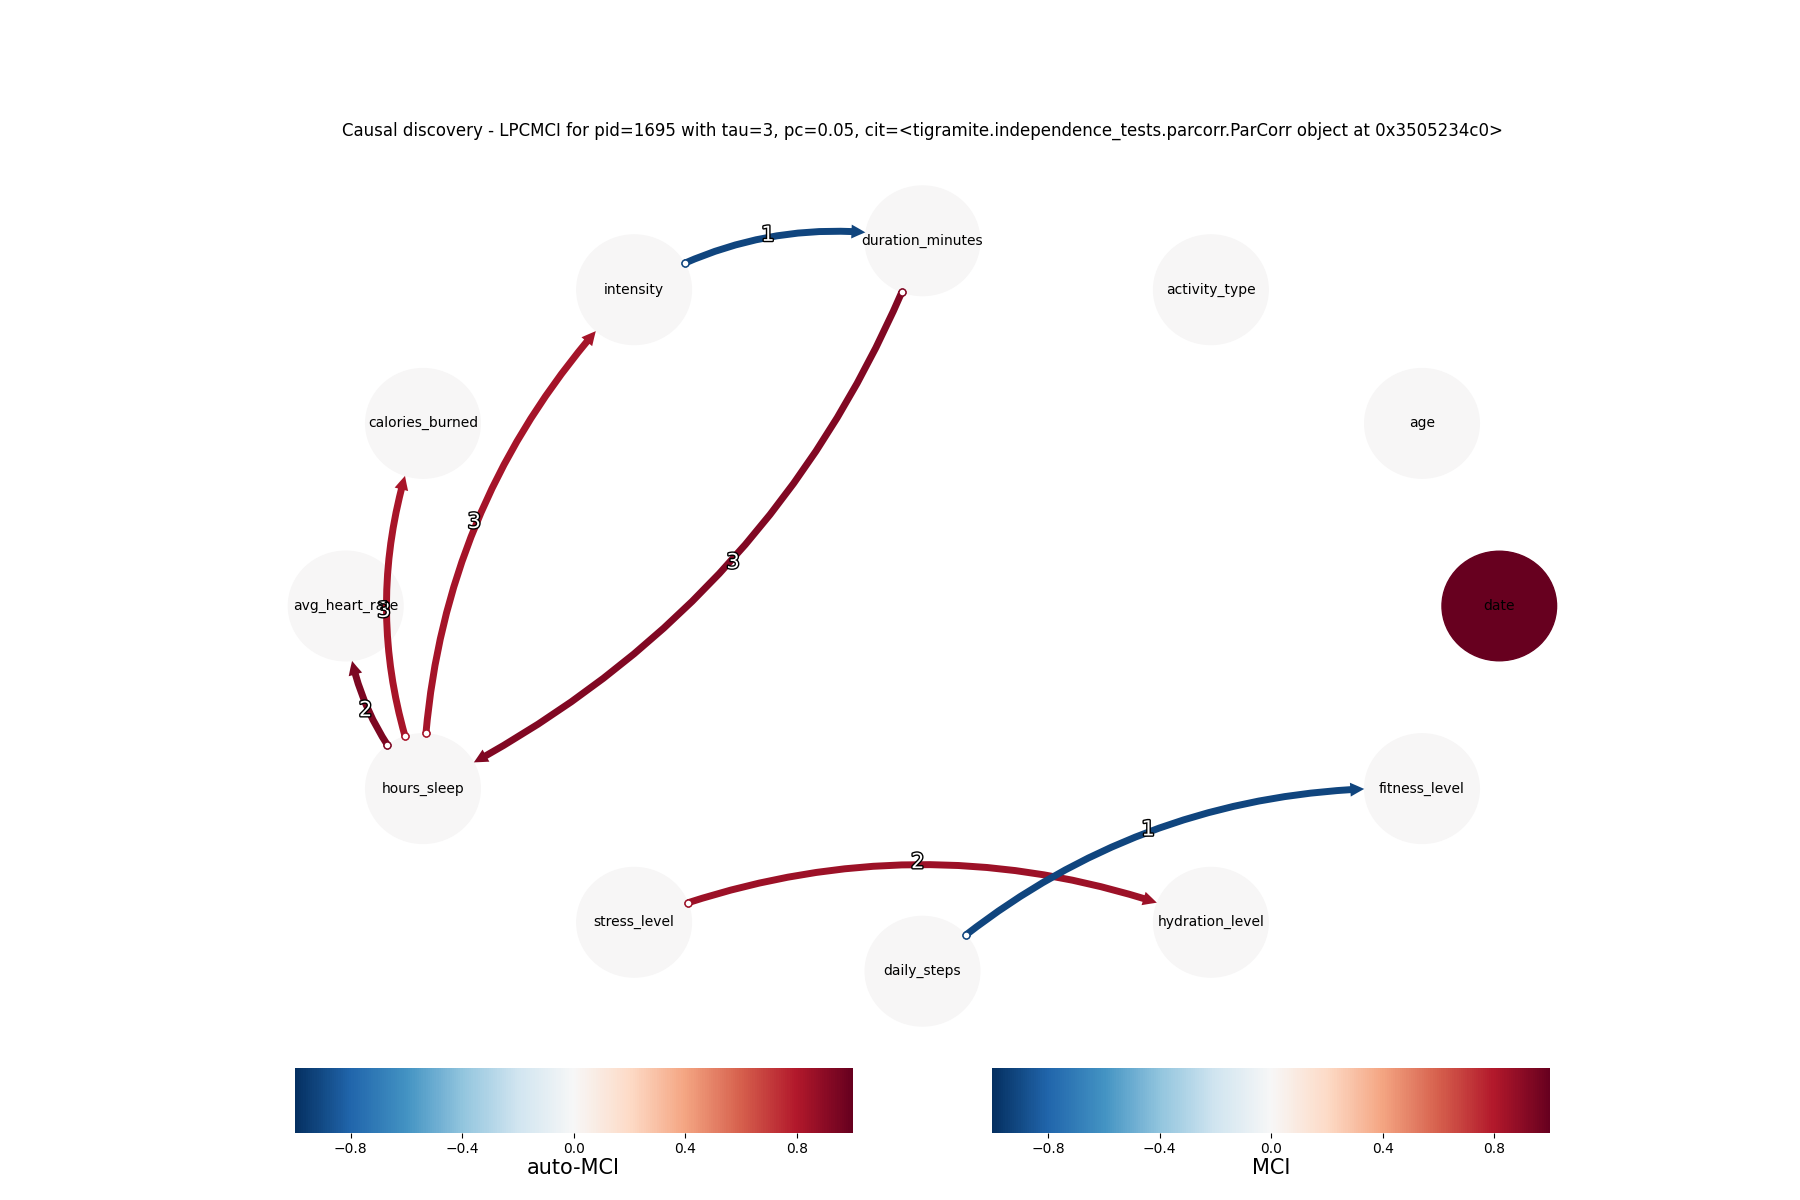 Causal discovery - LPCMCI for pid=1695 with tau=3, pc=0.05, cit=<tigramite.independence_tests.parcorr.ParCorr object at 0x3505234c0>
1
duration_minutes
intensity
activity_type
calories_burned
age
3
3
avg_heart_rate
3
date
2
hours_sleep
fitness_level
1
2
stress_level
hydration_level
daily_steps
−0.8 −0.4 0.0 0.4 0.8
auto-MCI
−0.8 −0.4 0.0 0.4 0.8
MCI